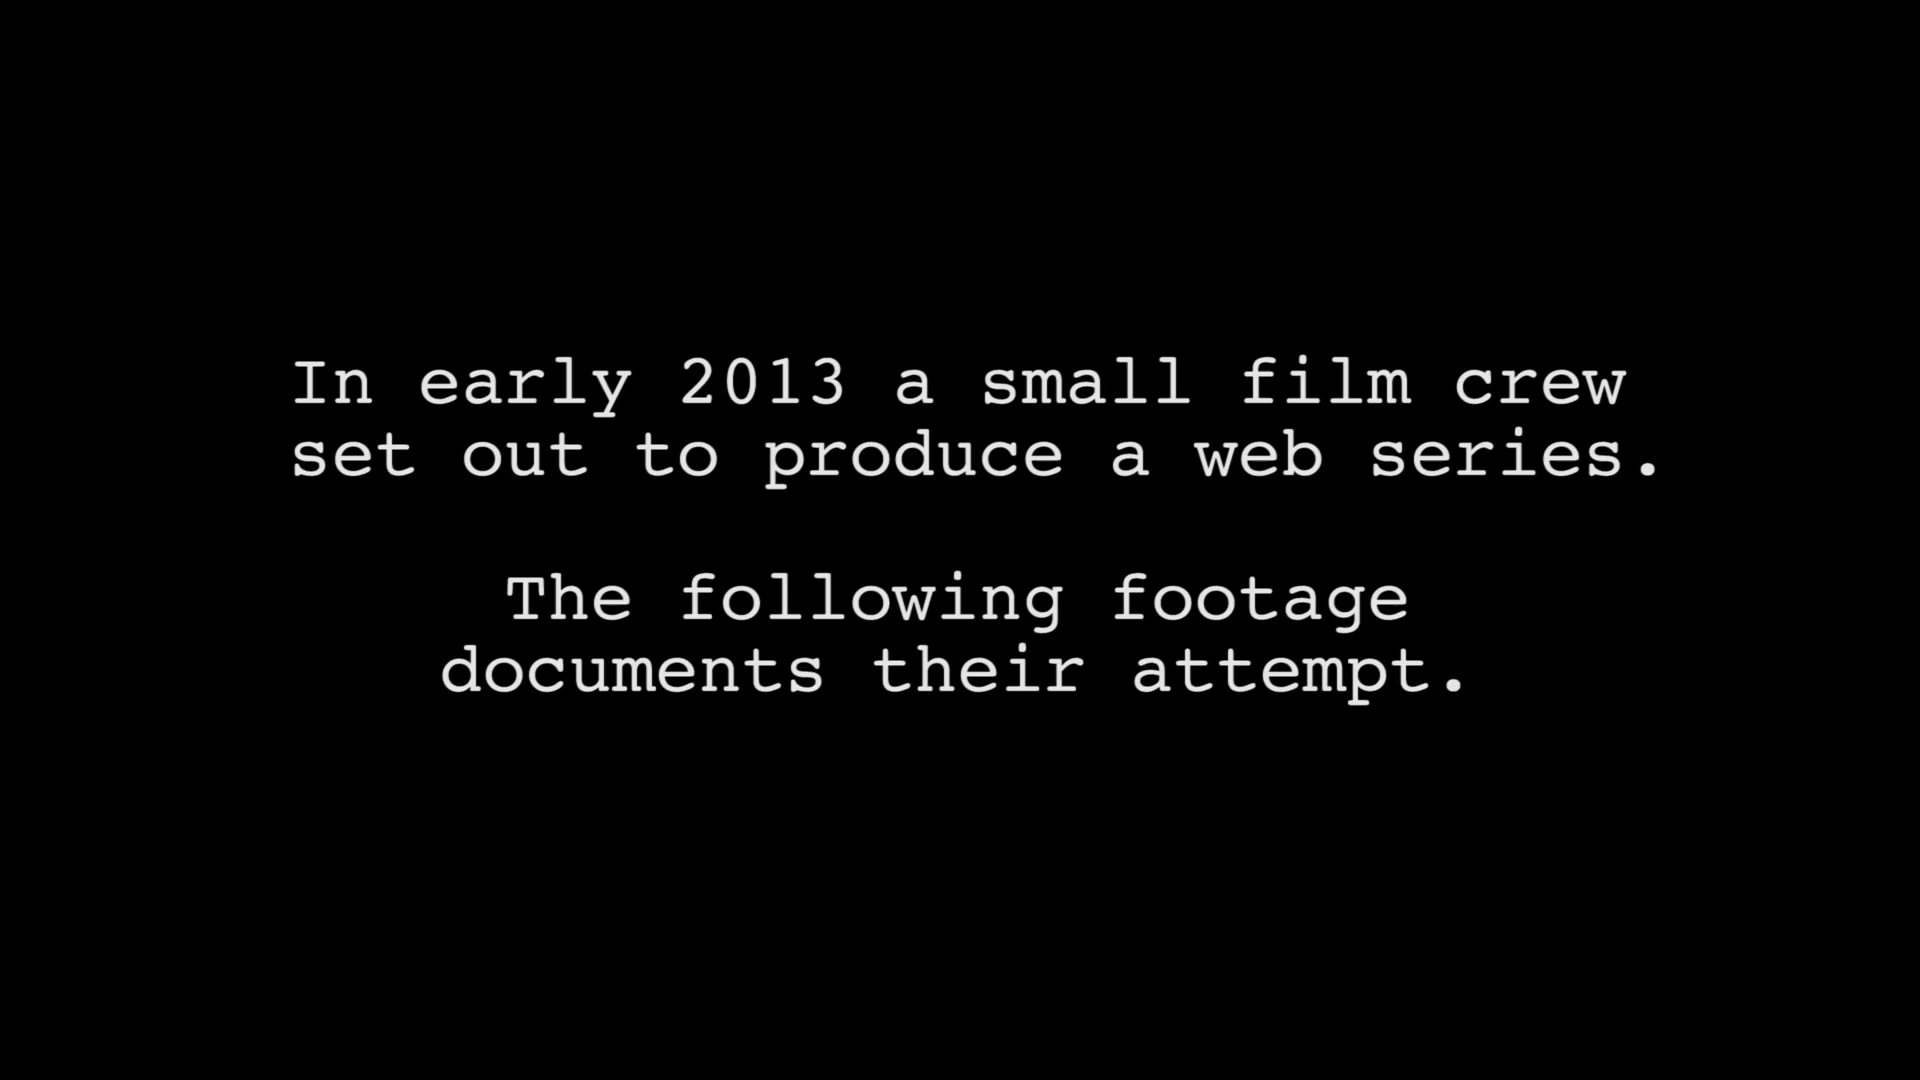 In early 2013 a small film crew
set out to produce a web series.
The following footage
documents their attempt.